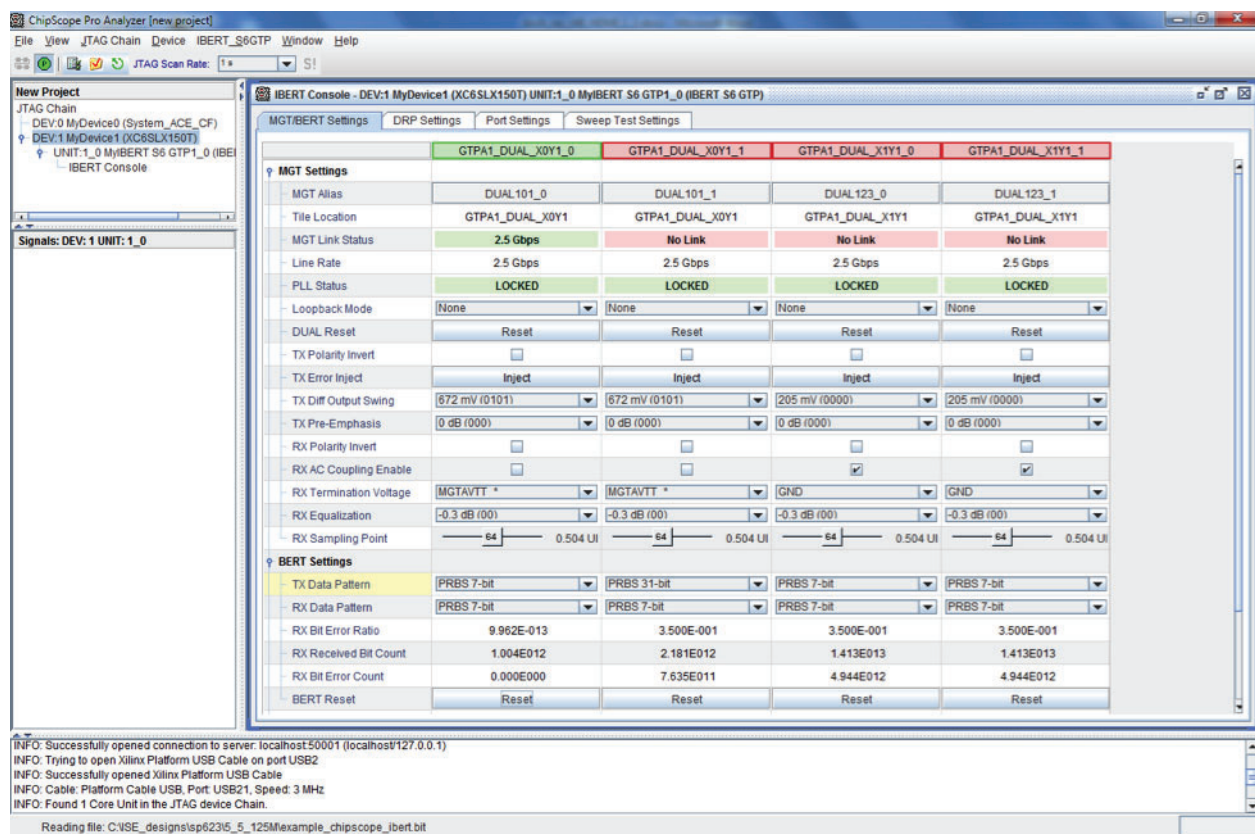 ChipScope Pro Analyzer [new project]
File View JTAG Chain Device IBERT_S6GTP Window Help
JTAG Scan Rate: 1 s S!
New Project
JTAG Chain
DEV:0 MyDevice0 (System_ACE_CF)
DEV:1 MyDevice1 (XC6SLX150T)
UNIT:1_0 MyIBERT S6 GTP1_0 (IBE
IBERT Console
Signals: DEV: 1 UNIT: 1_0
IBERT Console - DEV:1 MyDevice1 (XC6SLX150T) UNIT:1_0 MyIBERT S6 GTP1_0 (IBERT S6 GTP)
MGT/BERT Settings DRP Settings Port Settings Sweep Test Settings
GTPA1_DUAL_X0Y1_0 GTPA1_DUAL_X0Y1_1 GTPA1_DUAL_X1Y1_0 GTPA1_DUAL_X1Y1_1
MGT Settings
MGT Alias DUAL101_0 DUAL101_1 DUAL123_0 DUAL123_1
Tile Location GTPA1_DUAL_X0Y1 GTPA1_DUAL_X0Y1 GTPA1_DUAL_X1Y1 GTPA1_DUAL_X1Y1
MGT Link Status 2.5 Gbps No Link No Link No Link
Line Rate 2.5 Gbps 2.5 Gbps 2.5 Gbps 2.5 Gbps
PLL Status LOCKED LOCKED LOCKED LOCKED
Loopback Mode None None None None
DUAL Reset Reset Reset Reset Reset
TX Polarity Invert
TX Error Inject Inject Inject Inject Inject
TX Diff Output Swing 672 mV (0101) 672 mV (0101) 205 mV (0000) 205 mV (0000)
TX Pre-Emphasis 0 dB (000) 0 dB (000) 0 dB (000) 0 dB (000)
RX Polarity Invert
RX AC Coupling Enable
RX Termination Voltage MGTAVTT * MGTAVTT * GND GND
RX Equalization -0.3 dB (00) -0.3 dB (00) -0.3 dB (00) -0.3 dB (00)
RX Sampling Point 64 0.504 UI 64 0.504 UI 64 0.504 UI 64 0.504 UI
BERT Settings
TX Data Pattern PRBS 7-bit PRBS 31-bit PRBS 7-bit PRBS 7-bit
RX Data Pattern PRBS 7-bit PRBS 7-bit PRBS 7-bit PRBS 7-bit
RX Bit Error Ratio 9.962E-013 3.500E-001 3.500E-001 3.500E-001
RX Received Bit Count 1.004E012 2.181E012 1.413E013 1.413E013
RX Bit Error Count 0.000E000 7.635E011 4.944E012 4.944E012
BERT Reset Reset Reset Reset Reset
INFO: Successfully opened connection to server: localhost:50001 (localhost/127.0.0.1)
INFO: Trying to open Xilinx Platform USB Cable on port USB2
INFO: Successfully opened Xilinx Platform USB Cable
INFO: Cable: Platform Cable USB, Port: USB21, Speed: 3 MHz
INFO: Found 1 Core Unit in the JTAG device Chain.
Reading file: C:\ISE_designs\sp623\5_5_125M\example_chipscope_ibert.bit